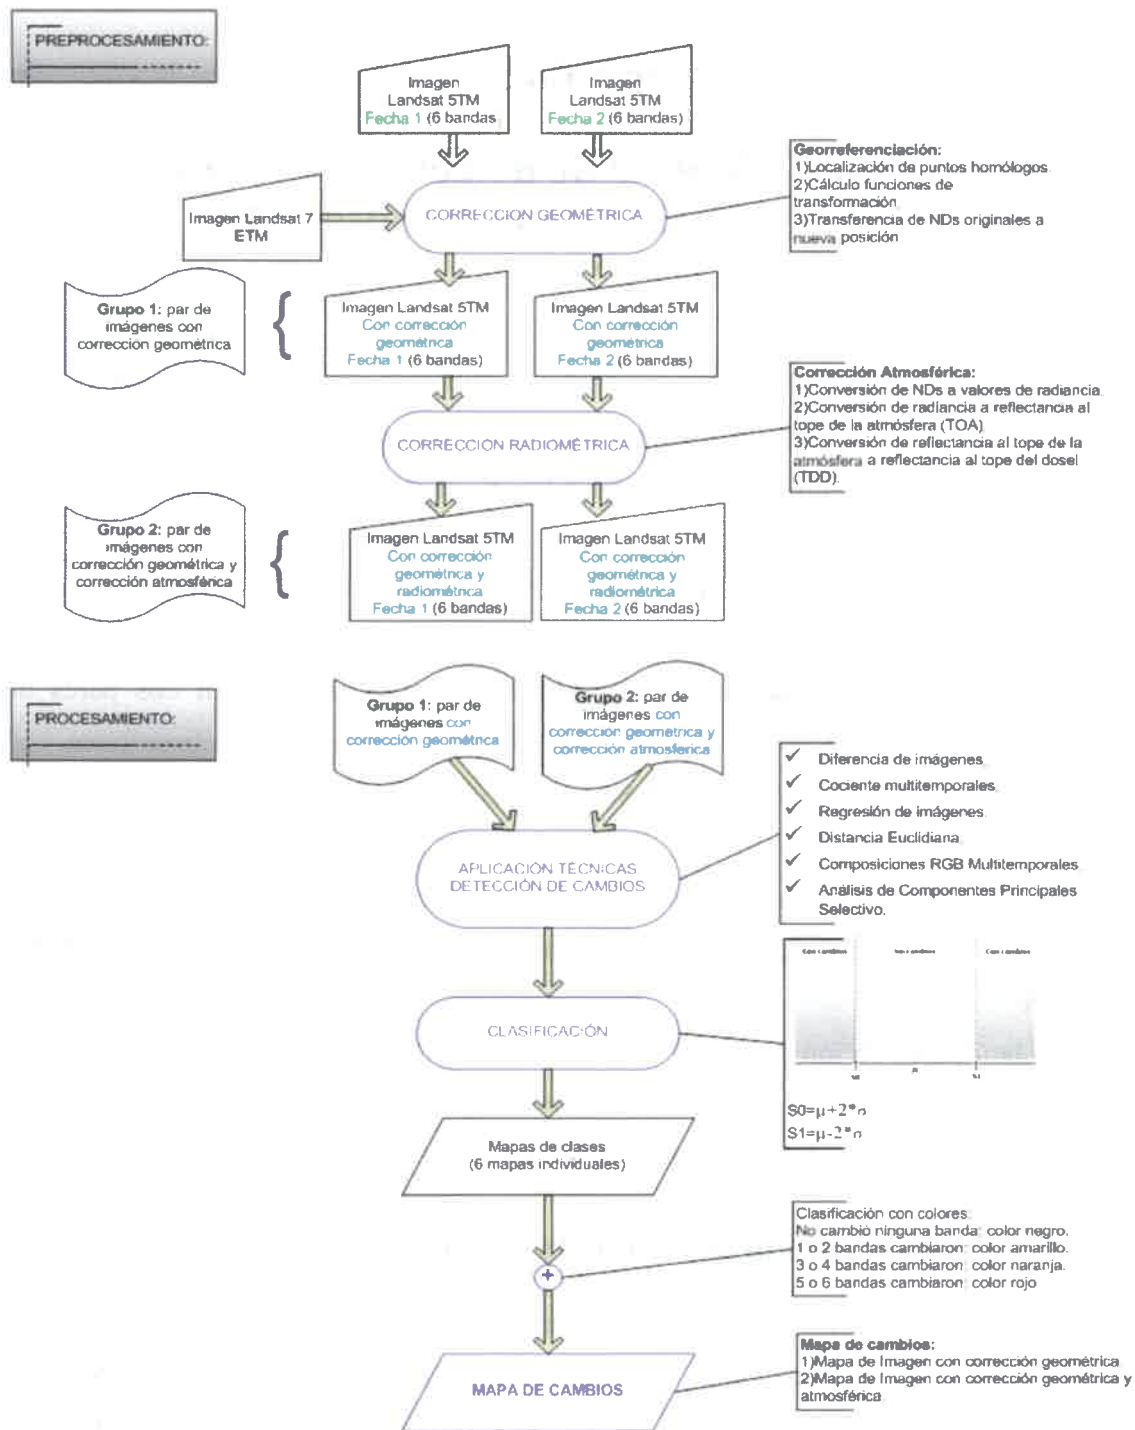 PREPROCESAMIENTO:
Imagen
Landsat 5TM
Fecha 1 (6 bandas
Imagen
Landsat 5TM
Fecha 2 (6 bandas)
Georreferenciación:
1)Localización de puntos homólogos.
2)Cálculo funciones de
transformación
3)Transferencia de NDs originales a
nueva posición
CORRECCION GEOMÉTRICA
Imagen Landsat 7
ETM
Grupo 1: par de
imágenes con
corrección geométrica
{
Imagen Landsat 5TM
Con corrección
geométrica
Fecha 1 (6 bandas)
Imagen Landsat 5TM
Con corrección
geométrica
Fecha 2 (6 bandas)
Corrección Atmosférica:
1)Conversión de NDs a valores de radiancia.
2)Conversión de radiancia a reflectancia al
tope de la atmósfera (TOA)
3)Conversión de reflectancia al tope de la
atmósfera a reflectancia al tope del dosel
(TDD).
CORRECCION RADIOMÉTRICA
Grupo 2: par de
imágenes con
corrección geométrica y
corrección atmosférica
{
Imagen Landsat 5TM
Con corrección
geométrica y
radiométrica
Fecha 1 (6 bandas)
Imagen Landsat 5TM
Con corrección
geométrica y
radiométrica
Fecha 2 (6 bandas)
PROCESAMIENTO:
Grupo 1: par de
imágenes con
corrección geométrica
Grupo 2: par de
imágenes con
corrección geométrica y
corrección atmosférica
✓ Diferencia de imágenes.
✓ Cociente multitemporales.
✓ Regresión de imágenes.
✓ Distancia Euclidiana.
✓ Composiciones RGB Multitemporales
✓ Análisis de Componentes Principales
Selectivo.
APLICACIÓN TÉCNICAS
DETECCIÓN DE CAMBIOS
Con cambios
No cambios
Con cambios
CLASIFICACIÓN
S0=μ+2*σ
S1=μ-2*σ
Mapas de clases
(6 mapas individuales)
Clasificación con colores:
No cambió ninguna banda: color negro.
1 o 2 bandas cambiaron: color amarillo.
3 o 4 bandas cambiaron: color naranja.
5 o 6 bandas cambiaron: color rojo
+
Mapa de cambios:
1)Mapa de Imagen con corrección geométrica
2)Mapa de Imagen con corrección geométrica y
atmosférica
MAPA DE CAMBIOS